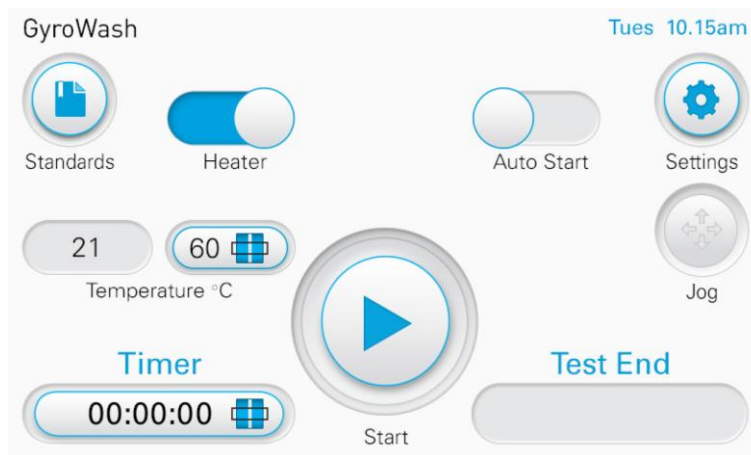 GyroWash
Tues 10.15am
Standards
Heater
Auto Start
Settings
21
60
Temperature °C
Jog
Timer
Test End
00:00:00
Start